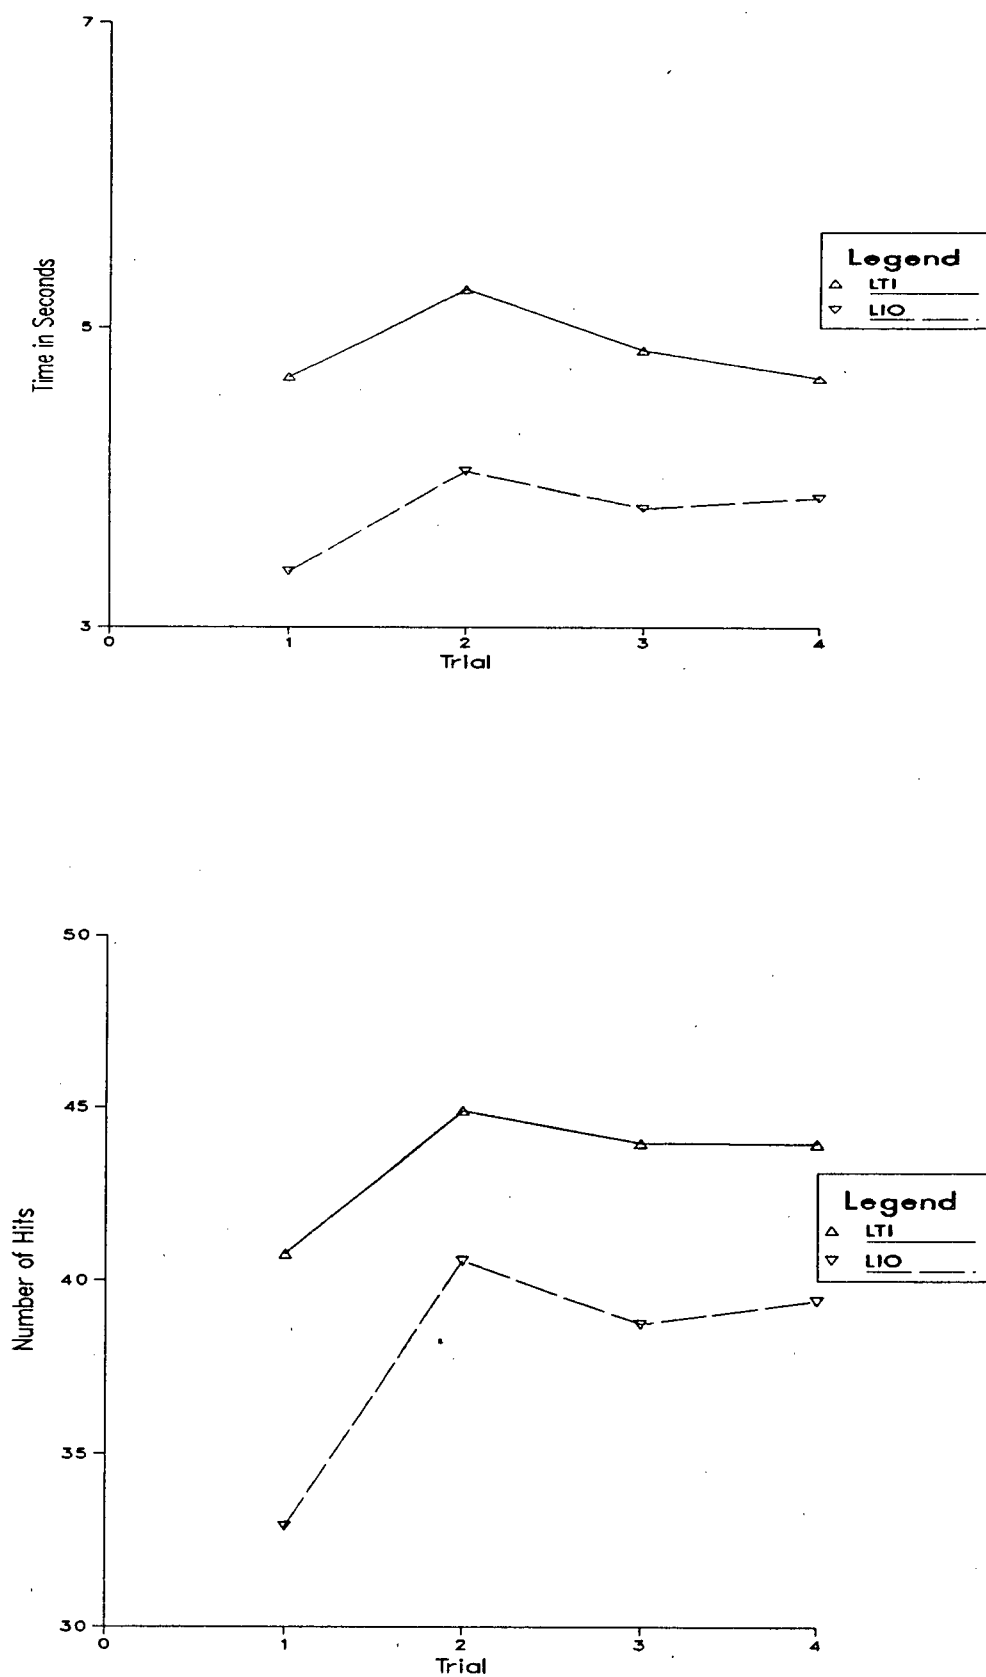 7
Time in Seconds
5
3
0 1 2 3 4
Trial
Legend
LTI
LIO
50
45
Number of Hits
40
35
30
0 1 2 3 4
Trial
Legend
LTI
LIO